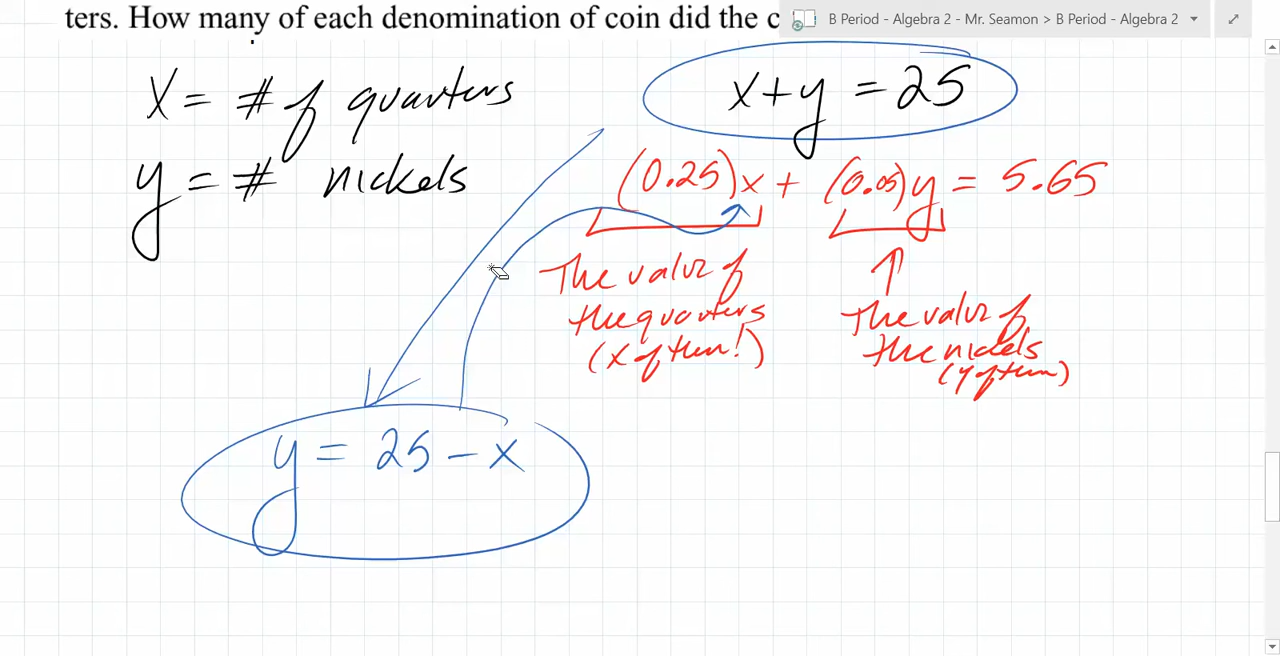 ters. How many of each denomination of coin did the c
B Period - Algebra 2 - Mr. Seamon > B Period - Algebra 2
x = # of quarters
x + y = 25
y = # nickels
(0.25)x + (0.05)y = 5.65
The value of
the quarters
(x of them!)
The value of
the nickels
(y of them)
y = 25 - x